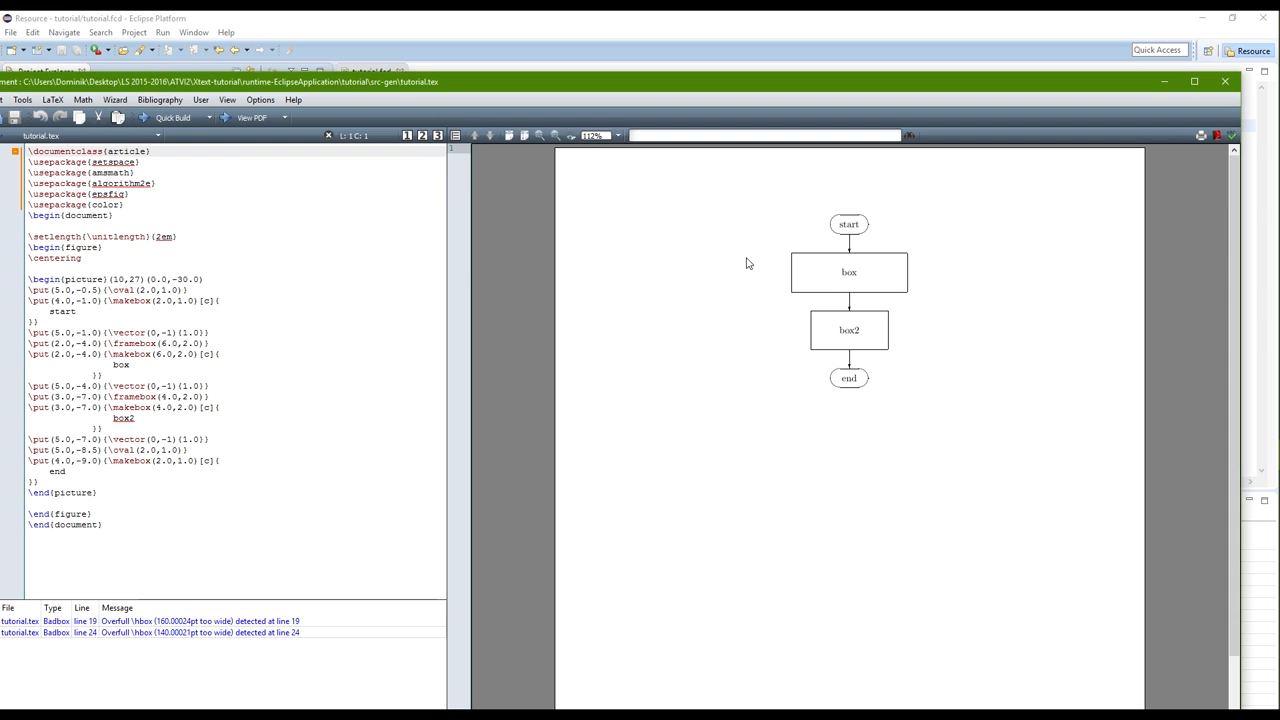 Resource - tutorial/tutorial.fcd - Eclipse Platform
File Edit Navigate Search Project Run Window Help
Quick Access
Resource
ment : C:\Users\Dominik\Desktop\LS 2015-2016\ATVI2\Xtext-tutorial\runtime-EclipseApplication\tutorial\src-gen\tutorial.tex
Tools LaTeX Math Wizard Bibliography User View Options Help
Quick Build View PDF
tutorial.tex L: 1 C: 1 1 2 3 112%
\documentclass{article}
\usepackage{setspace}
\usepackage{amsmath}
\usepackage{algorithm2e}
\usepackage{epsfig}
\usepackage{color}
\begin{document}
\setlength{\unitlength}{2em}
\begin{figure}
\centering
\begin{picture}(10,27)(0.0,-30.0)
\put(5.0,-0.5){\oval(2.0,1.0)}
\put(4.0,-1.0){\makebox(2.0,1.0)[c]{
start
}}
\put(5.0,-1.0){\vector(0,-1){1.0}}
\put(2.0,-4.0){\framebox(6.0,2.0)}
\put(2.0,-4.0){\makebox(6.0,2.0)[c]{
box
}}
\put(5.0,-4.0){\vector(0,-1){1.0}}
\put(3.0,-7.0){\framebox(4.0,2.0)}
\put(3.0,-7.0){\makebox(4.0,2.0)[c]{
box2
}}
\put(5.0,-7.0){\vector(0,-1){1.0}}
\put(5.0,-8.5){\oval(2.0,1.0)}
\put(4.0,-9.0){\makebox(2.0,1.0)[c]{
end
}}
\end{picture}
\end{figure}
\end{document}
1
start
box
box2
end
File Type Line Message
tutorial.tex Badbox line 19 Overfull \hbox (160.00024pt too wide) detected at line 19
tutorial.tex Badbox line 24 Overfull \hbox (140.00021pt too wide) detected at line 24